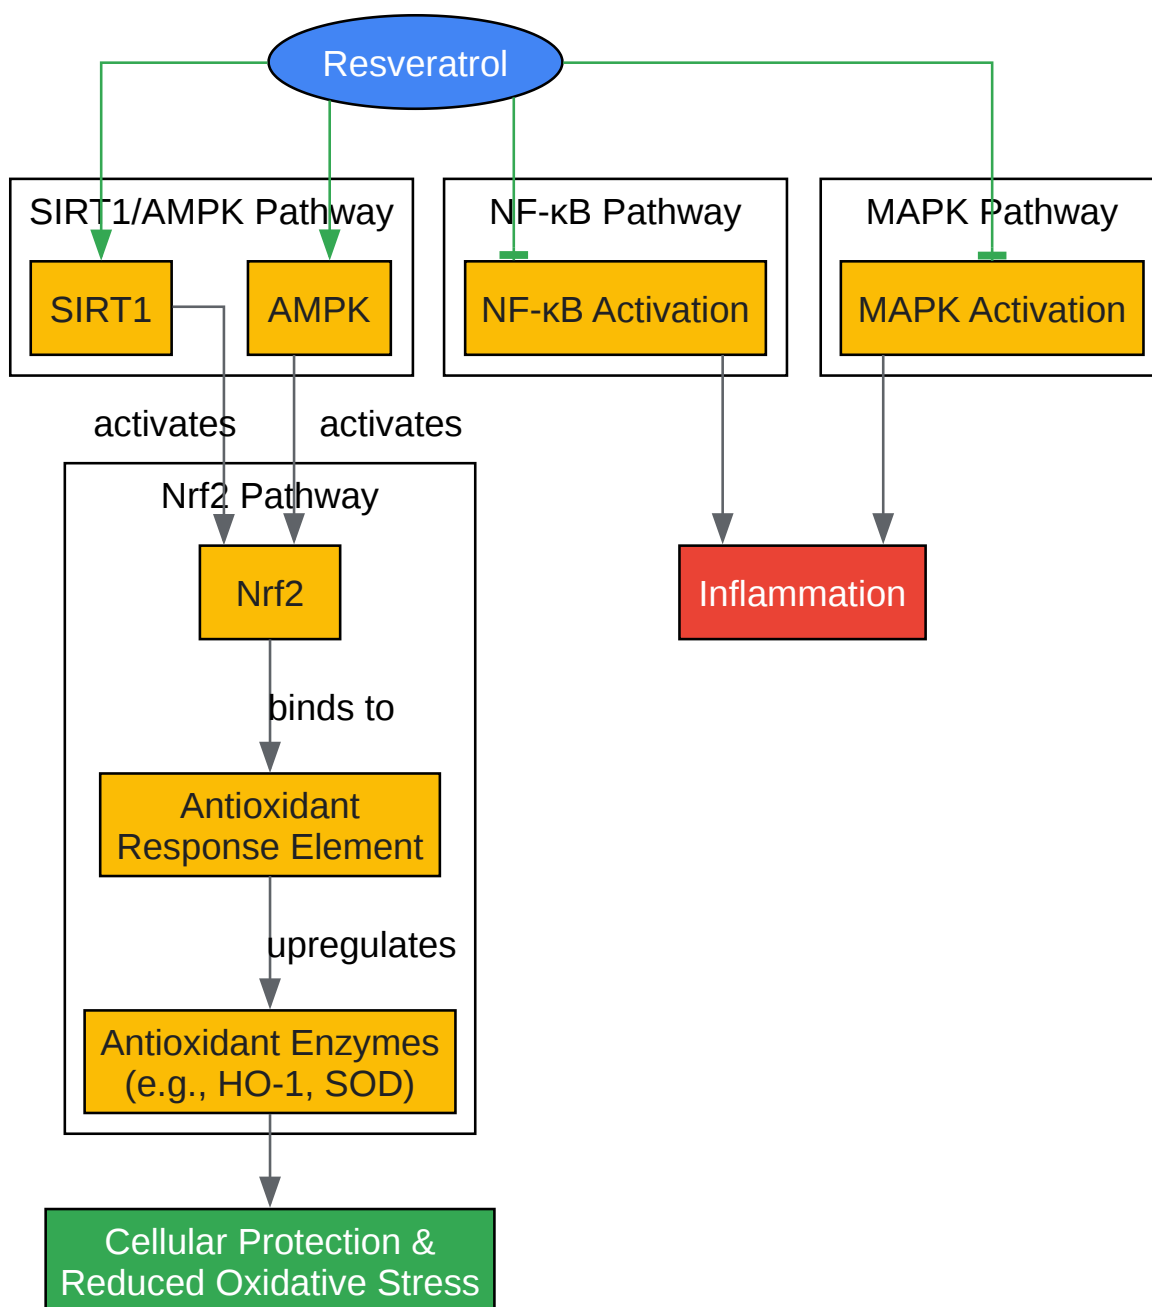 Resveratrol
SIRT1/AMPK Pathway
NF-κB Pathway
MAPK Pathway
SIRT1
AMPK
NF-κB Activation
MAPK Activation
activates
activates
Nrf2 Pathway
Nrf2
Inflammation
binds to
Antioxidant
Response Element
upregulates
Antioxidant Enzymes
(e.g., HO-1, SOD)
Cellular Protection &
Reduced Oxidative Stress